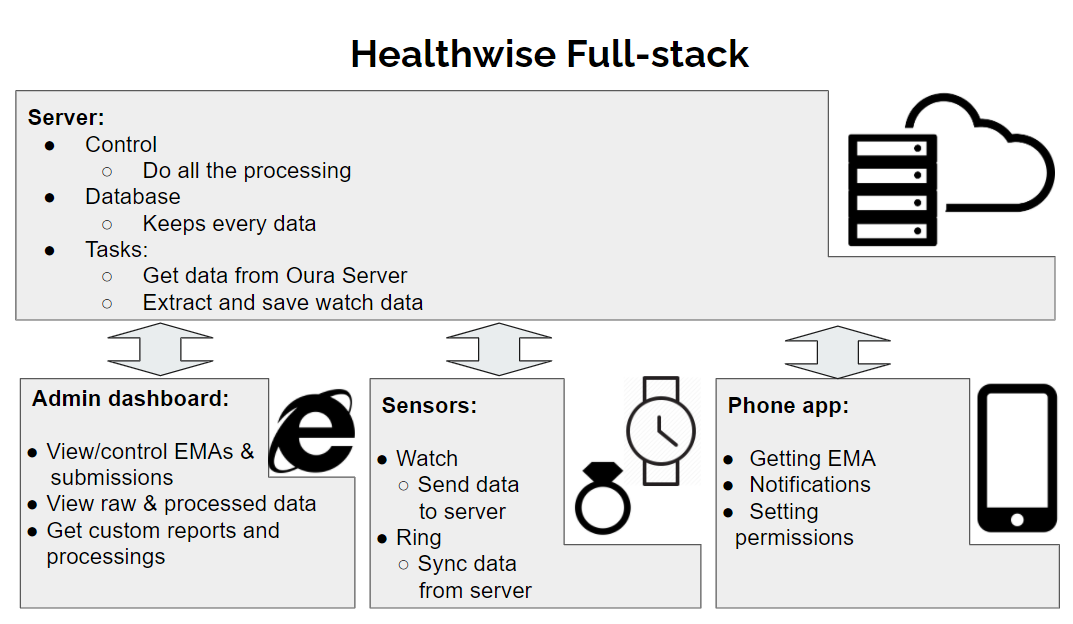 Healthwise Full-stack
Server:
● Control
○ Do all the processing
● Database
○ Keeps every data
● Tasks:
○ Get data from Oura Server
○ Extract and save watch data
Admin dashboard:
● View/control EMAs &
submissions
● View raw & processed data
● Get custom reports and
processings
Sensors:
● Watch
○ Send data
to server
● Ring
○ Sync data
from server
Phone app:
● Getting EMA
● Notifications
● Setting
permissions